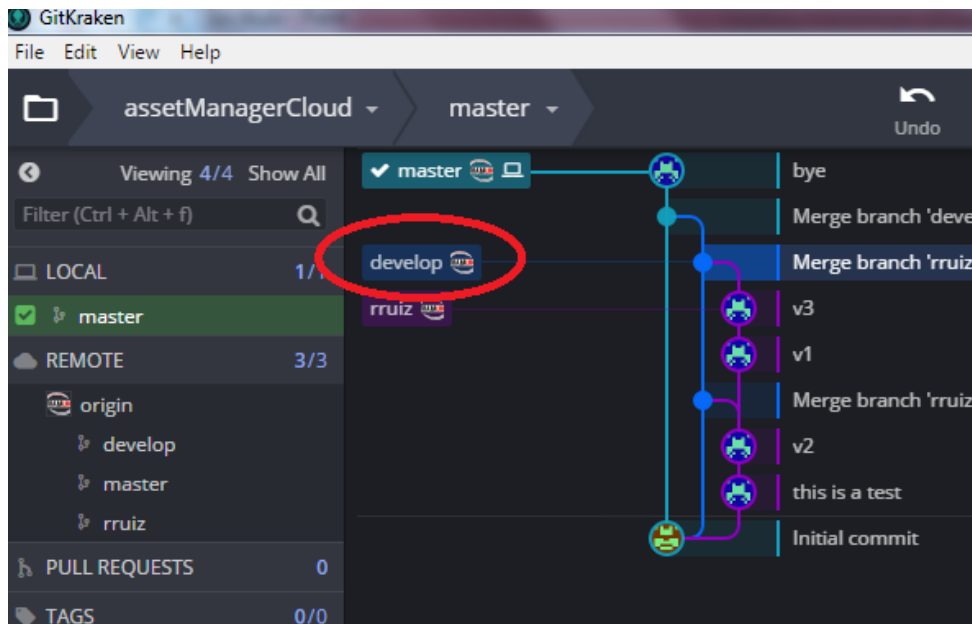 GitKraken
File Edit View Help
assetManagerCloud master
Undo
Viewing 4/4 Show All
Filter (Ctrl + Alt + f)
LOCAL 1/1
master
REMOTE 3/3
origin
develop
master
rruiz
PULL REQUESTS 0
TAGS 0/0
master bye
Merge branch 'deve
develop Merge branch 'rruiz
rruiz v3
v1
Merge branch 'rruiz
v2
this is a test
Initial commit